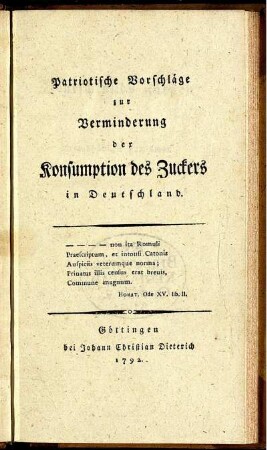 Patriotische Vorschläge
zur
Verminderung
der
Konsumption des Zuckers
in Deutschland.
— — — — non ita Romuli
Praescriptum, et intonsi Catonis
Auspiciis veterumque norma;
Privatus illis census erat brevis,
Commune magnum.
Horat. Ode XV. lib. II.
Göttingen
bei Johann Christian Dieterich
1792.